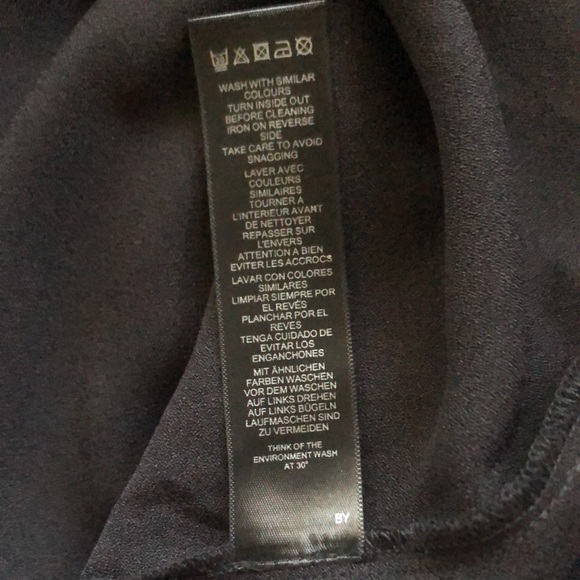 WASH WITH SIMILAR
COLOURS
TURN INSIDE OUT
BEFORE CLEANING
IRON ON REVERSE
SIDE
TAKE CARE TO AVOID
SNAGGING
LAVER AVEC
COULEURS
SIMILAIRES
TOURNER A
L'INTERIEUR AVANT
DE NETTOYER
REPASSER SUR
L'ENVERS
ATTENTION A BIEN
EVITER LES ACCROCS
LAVAR CON COLORES
SIMILARES
LIMPIAR SIEMPRE POR
EL REVÉS
PLANCHAR POR EL
REVES
TENGA CUIDADO DE
EVITAR LOS
ENGANCHONES
MIT ÄHNLICHEN
FARBEN WASCHEN
VOR DEM WASCHEN
AUF LINKS DREHEN
AUF LINKS BÜGELN
LAUFMASCHEN SIND
ZU VERMEIDEN
THINK OF THE
ENVIRONMENT WASH
AT 30°
BY